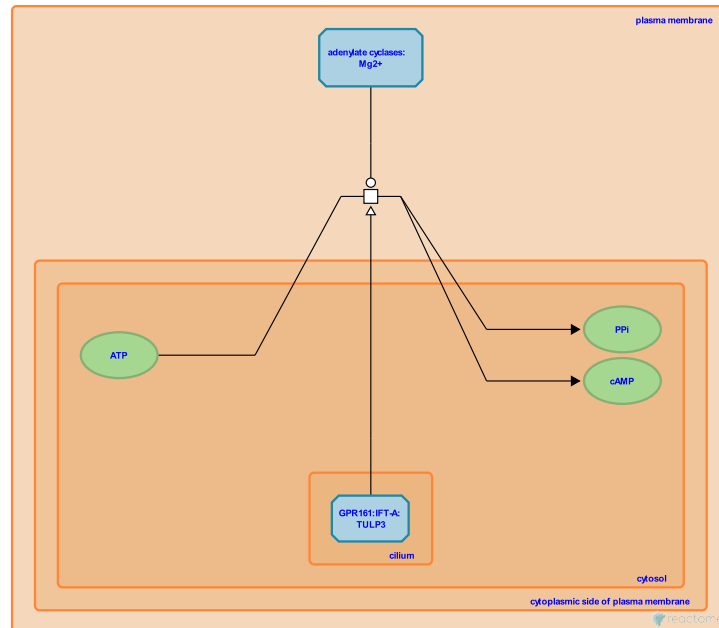 plasma membrane
adenylate cyclases:
Mg2+
ATP
PPi
cAMP
GPR161:IFT-A:
TULP3
cilium
cytosol
cytoplasmic side of plasma membrane
reactome